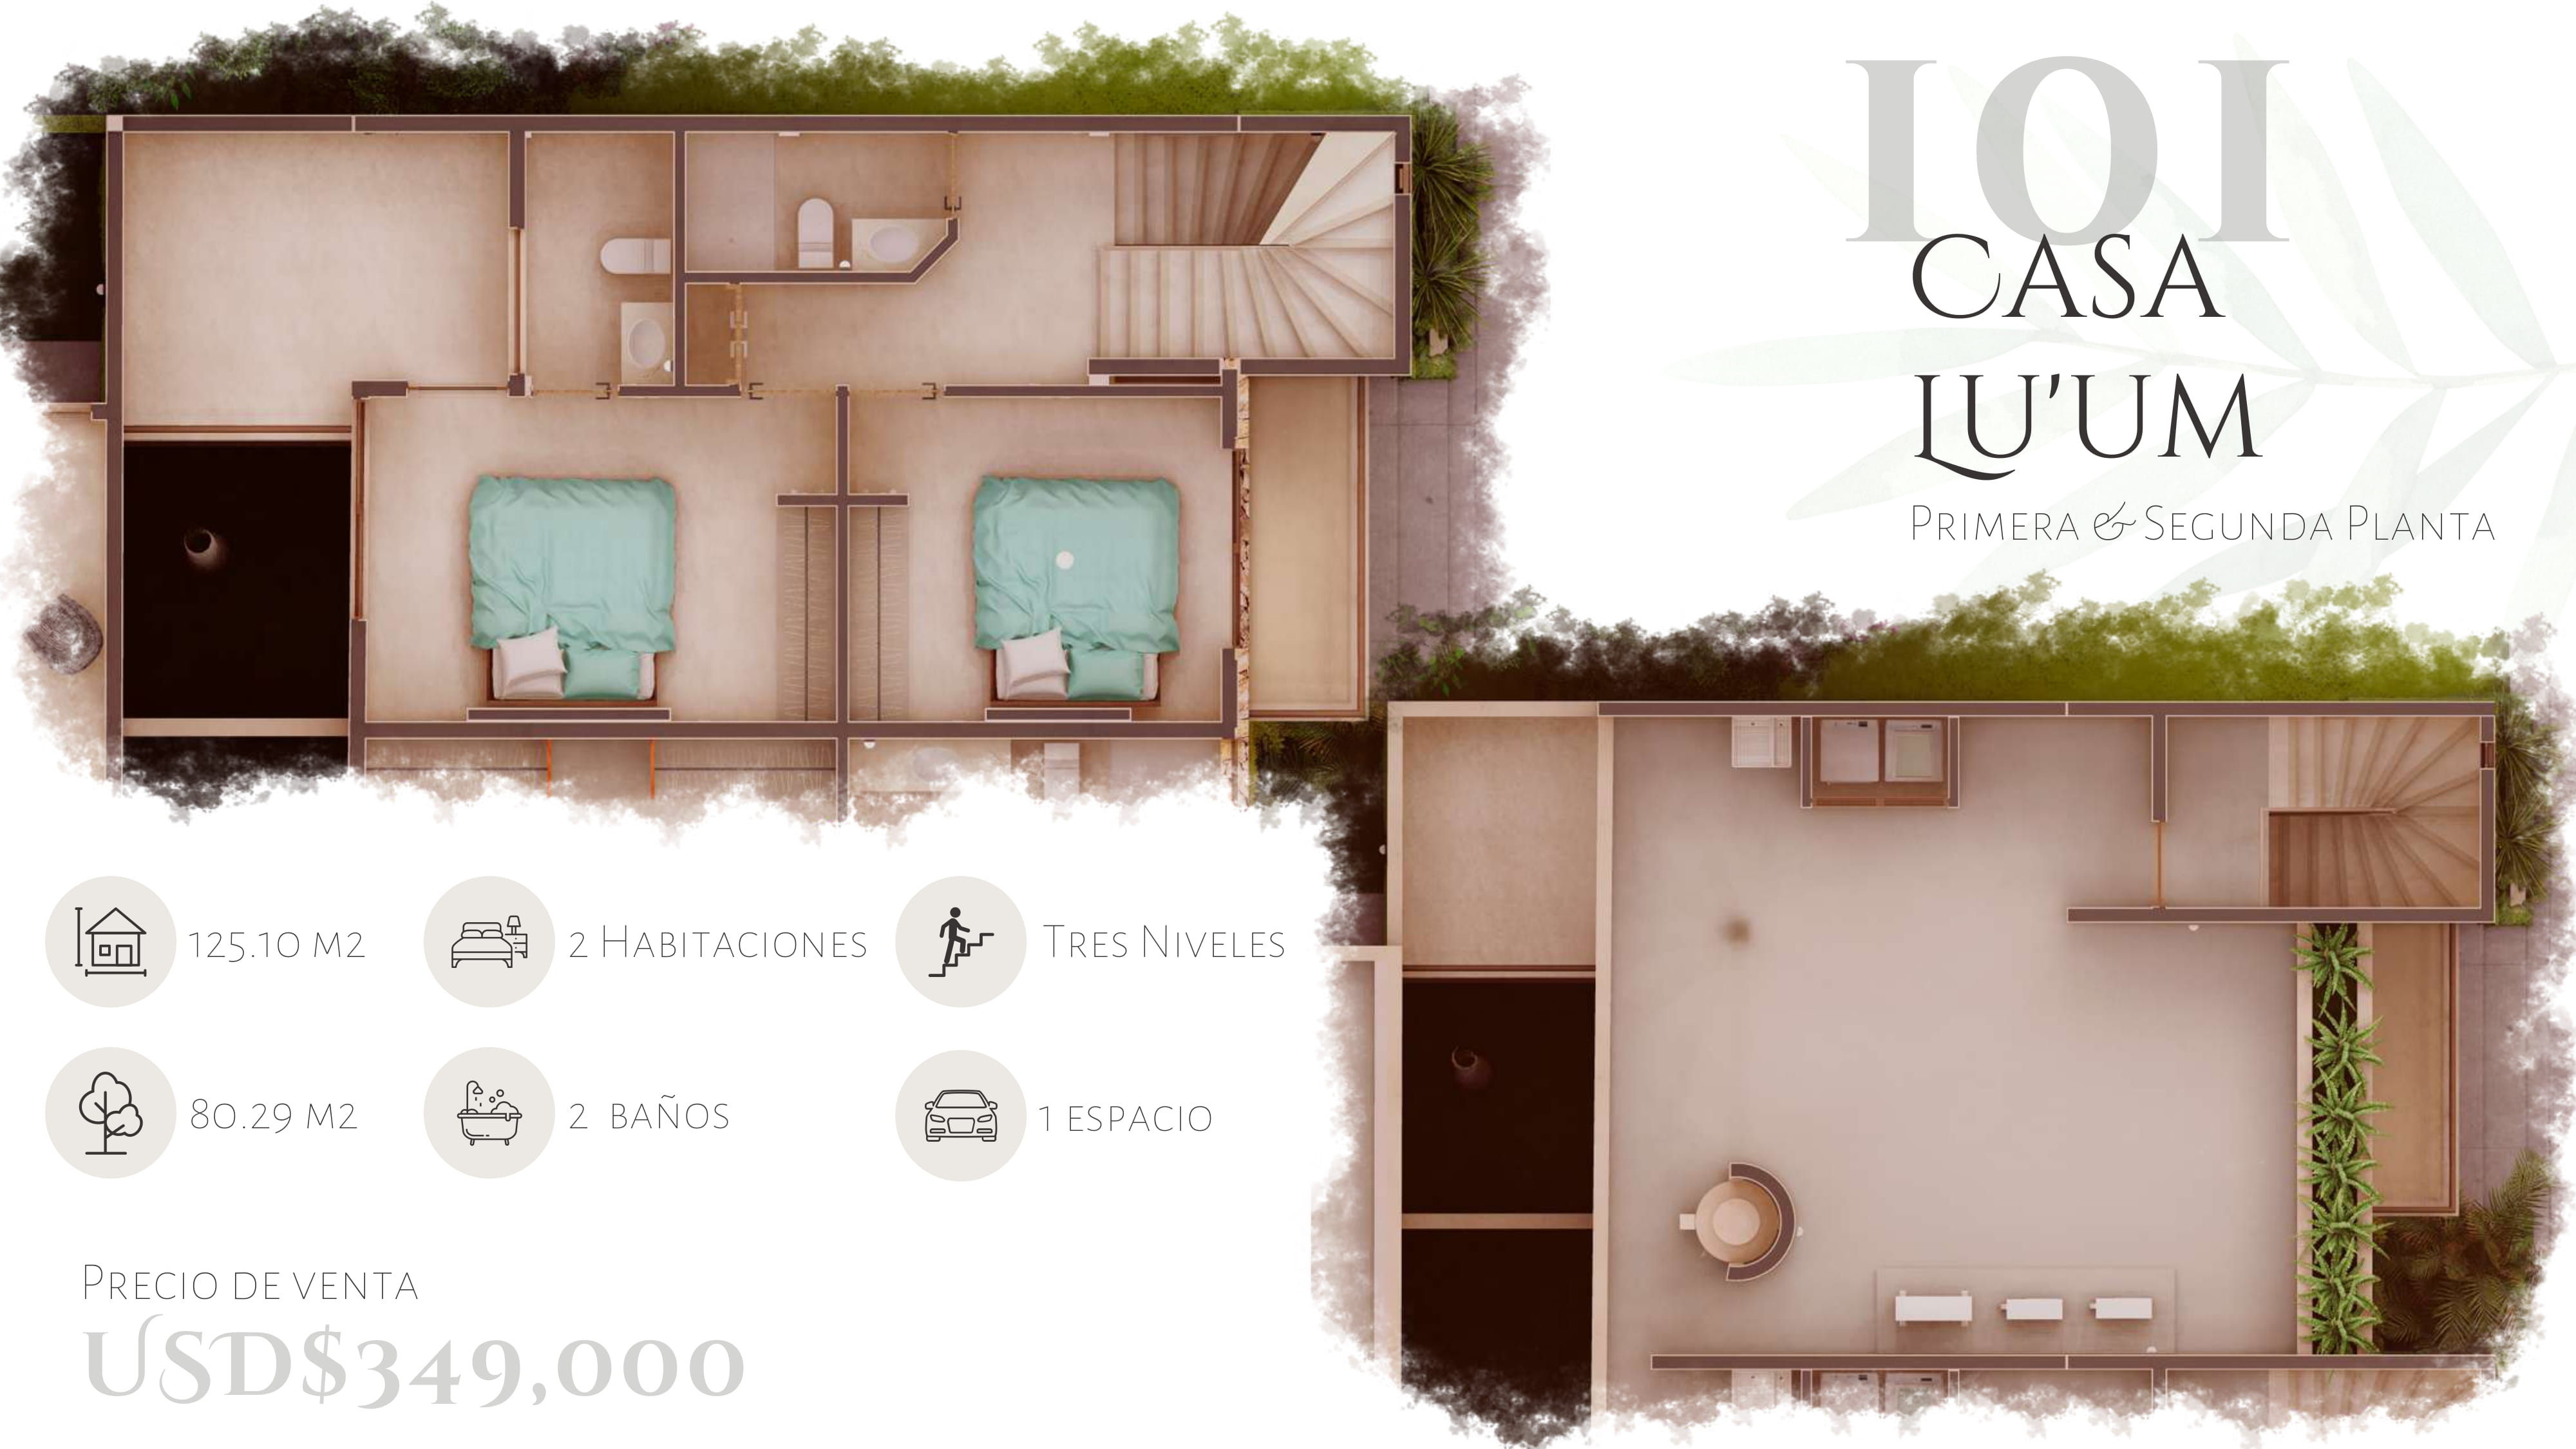 101
Casa
Lu'um
Primera & Segunda Planta
125.10 m2
2 Habitaciones
Tres Niveles
80.29 m2
2 baños
1 espacio
Precio de venta
USD$349,000